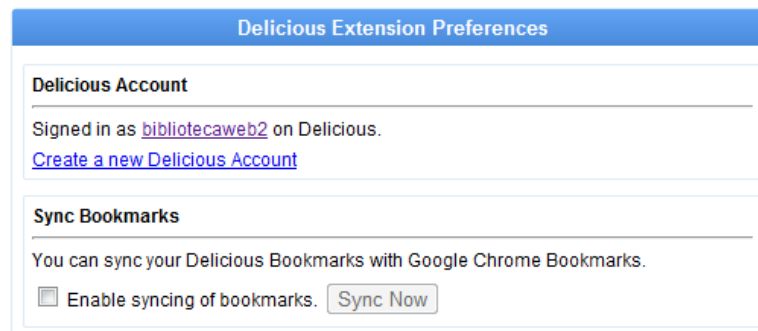 Delicious Extension Preferences
Delicious Account
Signed in as bibliotecaweb2 on Delicious.
Create a new Delicious Account
Sync Bookmarks
You can sync your Delicious Bookmarks with Google Chrome Bookmarks.
Enable syncing of bookmarks. Sync Now